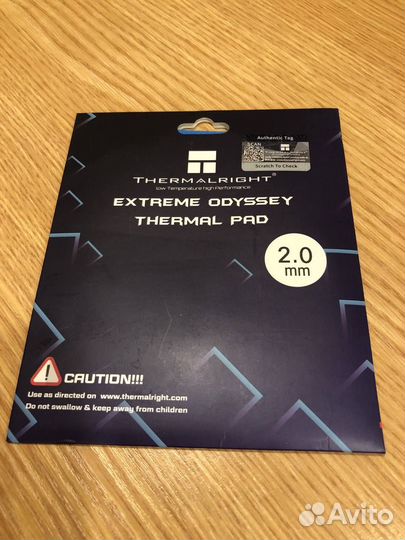 Authentic Tag
SCAN
Scratch To Check
THERMALRIGHT®
low Temperature high Performance
EXTREME ODYSSEY
THERMAL PAD
2.0
mm
CAUTION!!!
Use as directed on www.thermalright.com
Do not swallow & keep away from children
Avito